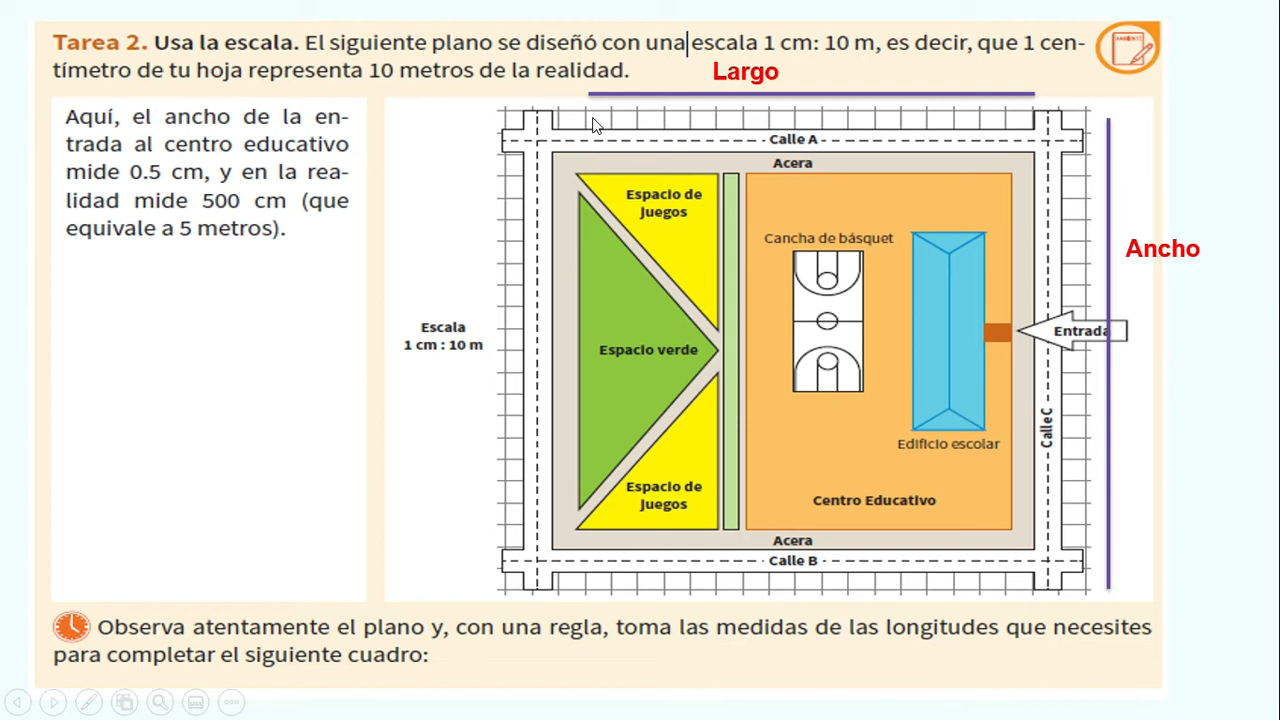 Tarea 2. Usa la escala. El siguiente plano se diseñó con una escala 1 cm: 10 m, es decir, que 1 cen-
tímetro de tu hoja representa 10 metros de la realidad.
Largo
Aquí, el ancho de la en-
trada al centro educativo
mide 0.5 cm, y en la rea-
lidad mide 500 cm (que
equivale a 5 metros).
Escala
1 cm : 10 m
Calle A
Acera
Espacio de
Juegos
Cancha de básquet
Ancho
Entrada
Espacio verde
Calle C
Edificio escolar
Espacio de
Juegos
Centro Educativo
Acera
Calle B
Observa atentamente el plano y, con una regla, toma las medidas de las longitudes que necesites
para completar el siguiente cuadro: